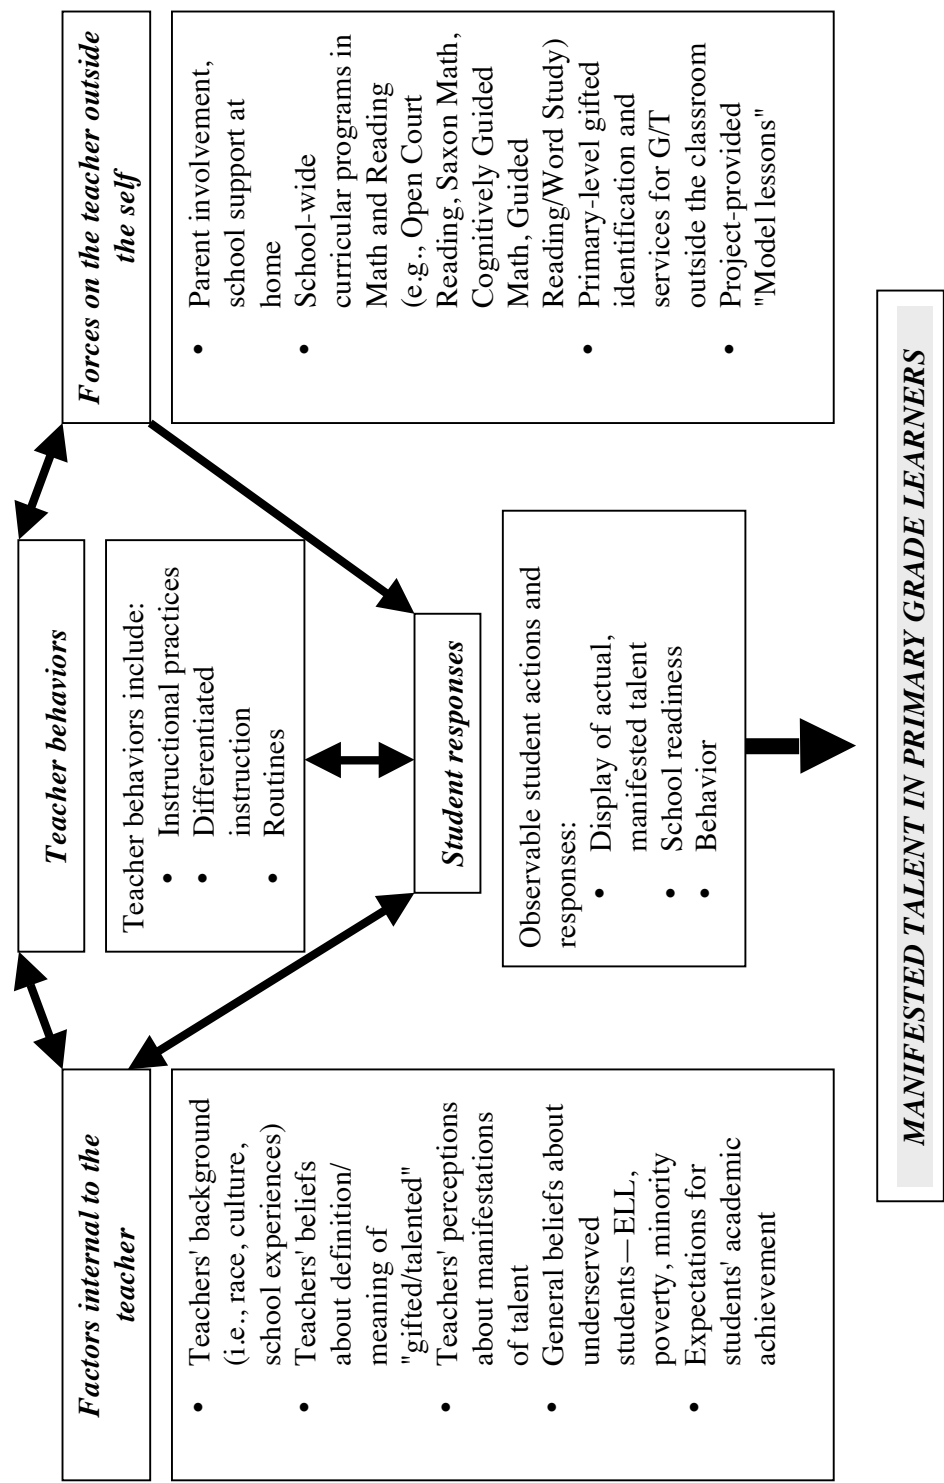 Factors internal to the
teacher
• Teachers' background
(i.e., race, culture,
school experiences)
• Teachers' beliefs
about definition/
meaning of
"gifted/talented"
• Teachers' perceptions
about manifestations
of talent
• General beliefs about
underserved
students—ELL,
poverty, minority
• Expectations for
students' academic
achievement
Teacher behaviors
Teacher behaviors include:
• Instructional practices
• Differentiated
instruction
• Routines
Student responses
Observable student actions and
responses:
• Display of actual,
manifested talent
• School readiness
• Behavior
Forces on the teacher outside
the self
• Parent involvement,
school support at
home
• School-wide
curricular programs in
Math and Reading
(e.g., Open Court
Reading, Saxon Math,
Cognitively Guided
Math, Guided
Reading/Word Study)
• Primary-level gifted
identification and
services for G/T
outside the classroom
• Project-provided
"Model lessons"
MANIFESTED TALENT IN PRIMARY GRADE LEARNERS